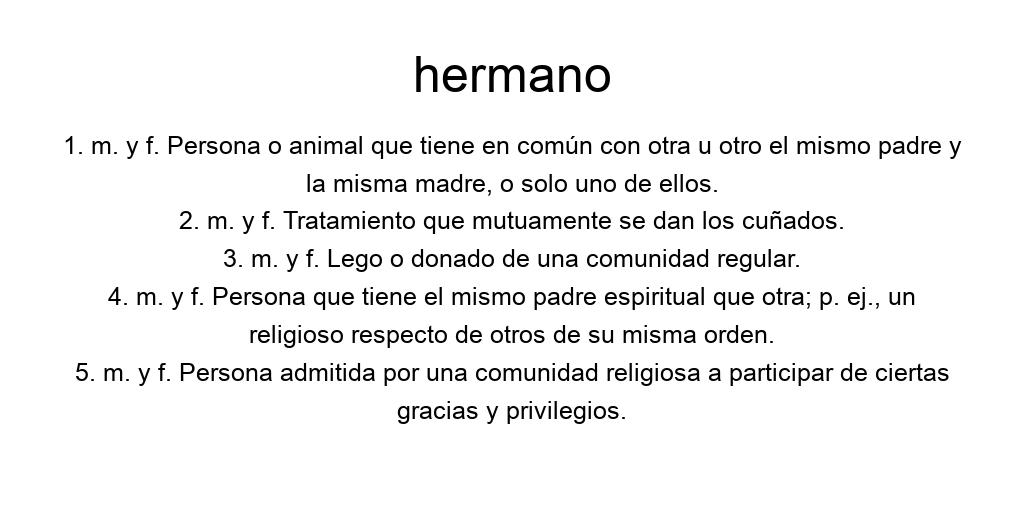 hermano
1. m. y f. Persona o animal que tiene en común con otra u otro el mismo padre y
la misma madre, o solo uno de ellos.
2. m. y f. Tratamiento que mutuamente se dan los cuñados.
3. m. y f. Lego o donado de una comunidad regular.
4. m. y f. Persona que tiene el mismo padre espiritual que otra; p. ej., un
religioso respecto de otros de su misma orden.
5. m. y f. Persona admitida por una comunidad religiosa a participar de ciertas
gracias y privilegios.